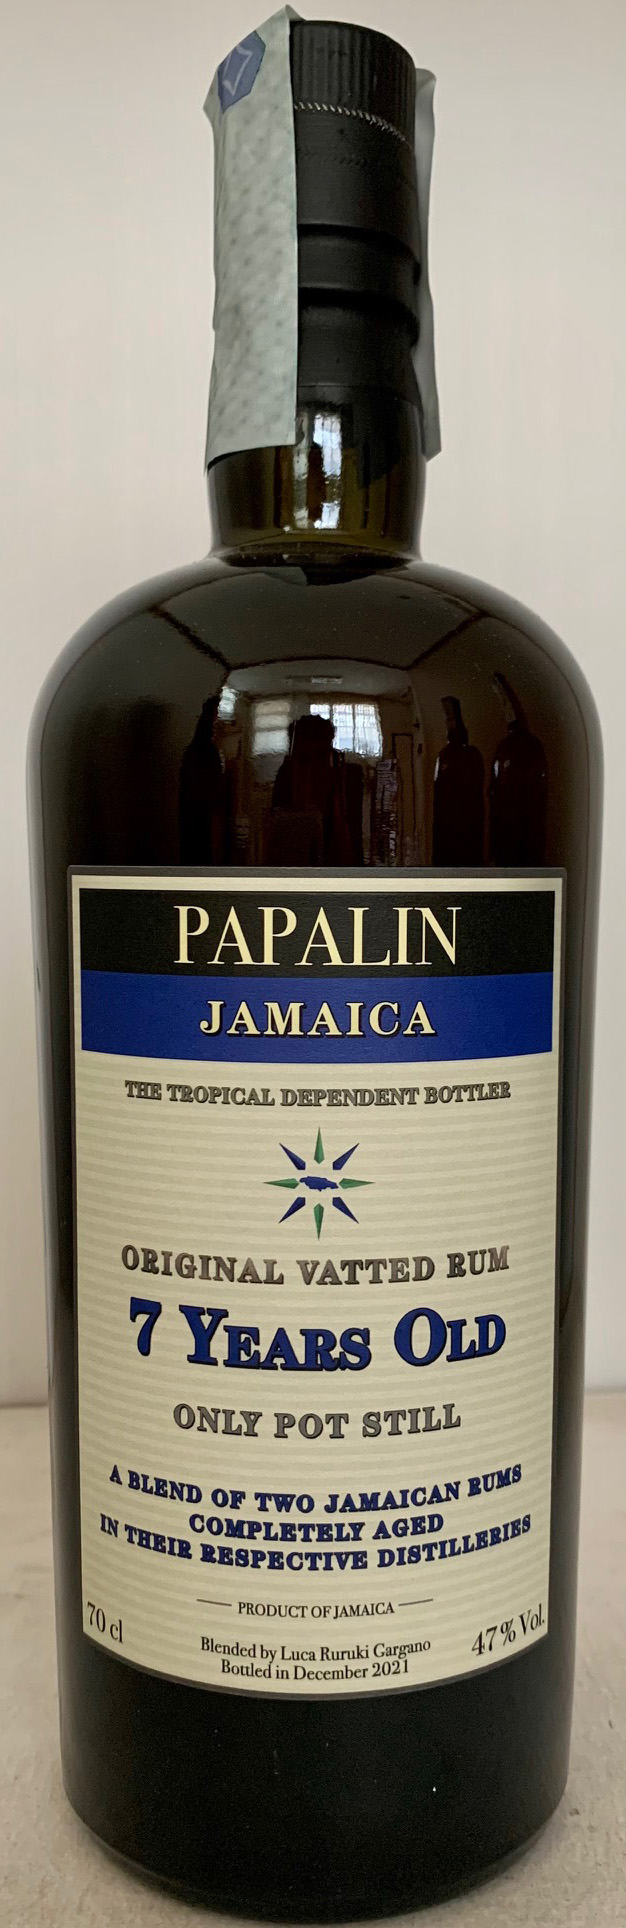 PAPALIN
JAMAICA
THE TROPICAL DEPENDENT BOTTLER
ORIGINAL VATTED RUM
7 YEARS OLD
ONLY POT STILL
A BLEND OF TWO JAMAICAN RUMS
COMPLETELY AGED
IN THEIR RESPECTIVE DISTILLERIES
PRODUCT OF JAMAICA
70 cl
Blended by Luca Ruruki Gargano
Bottled in December 2021
47% Vol.